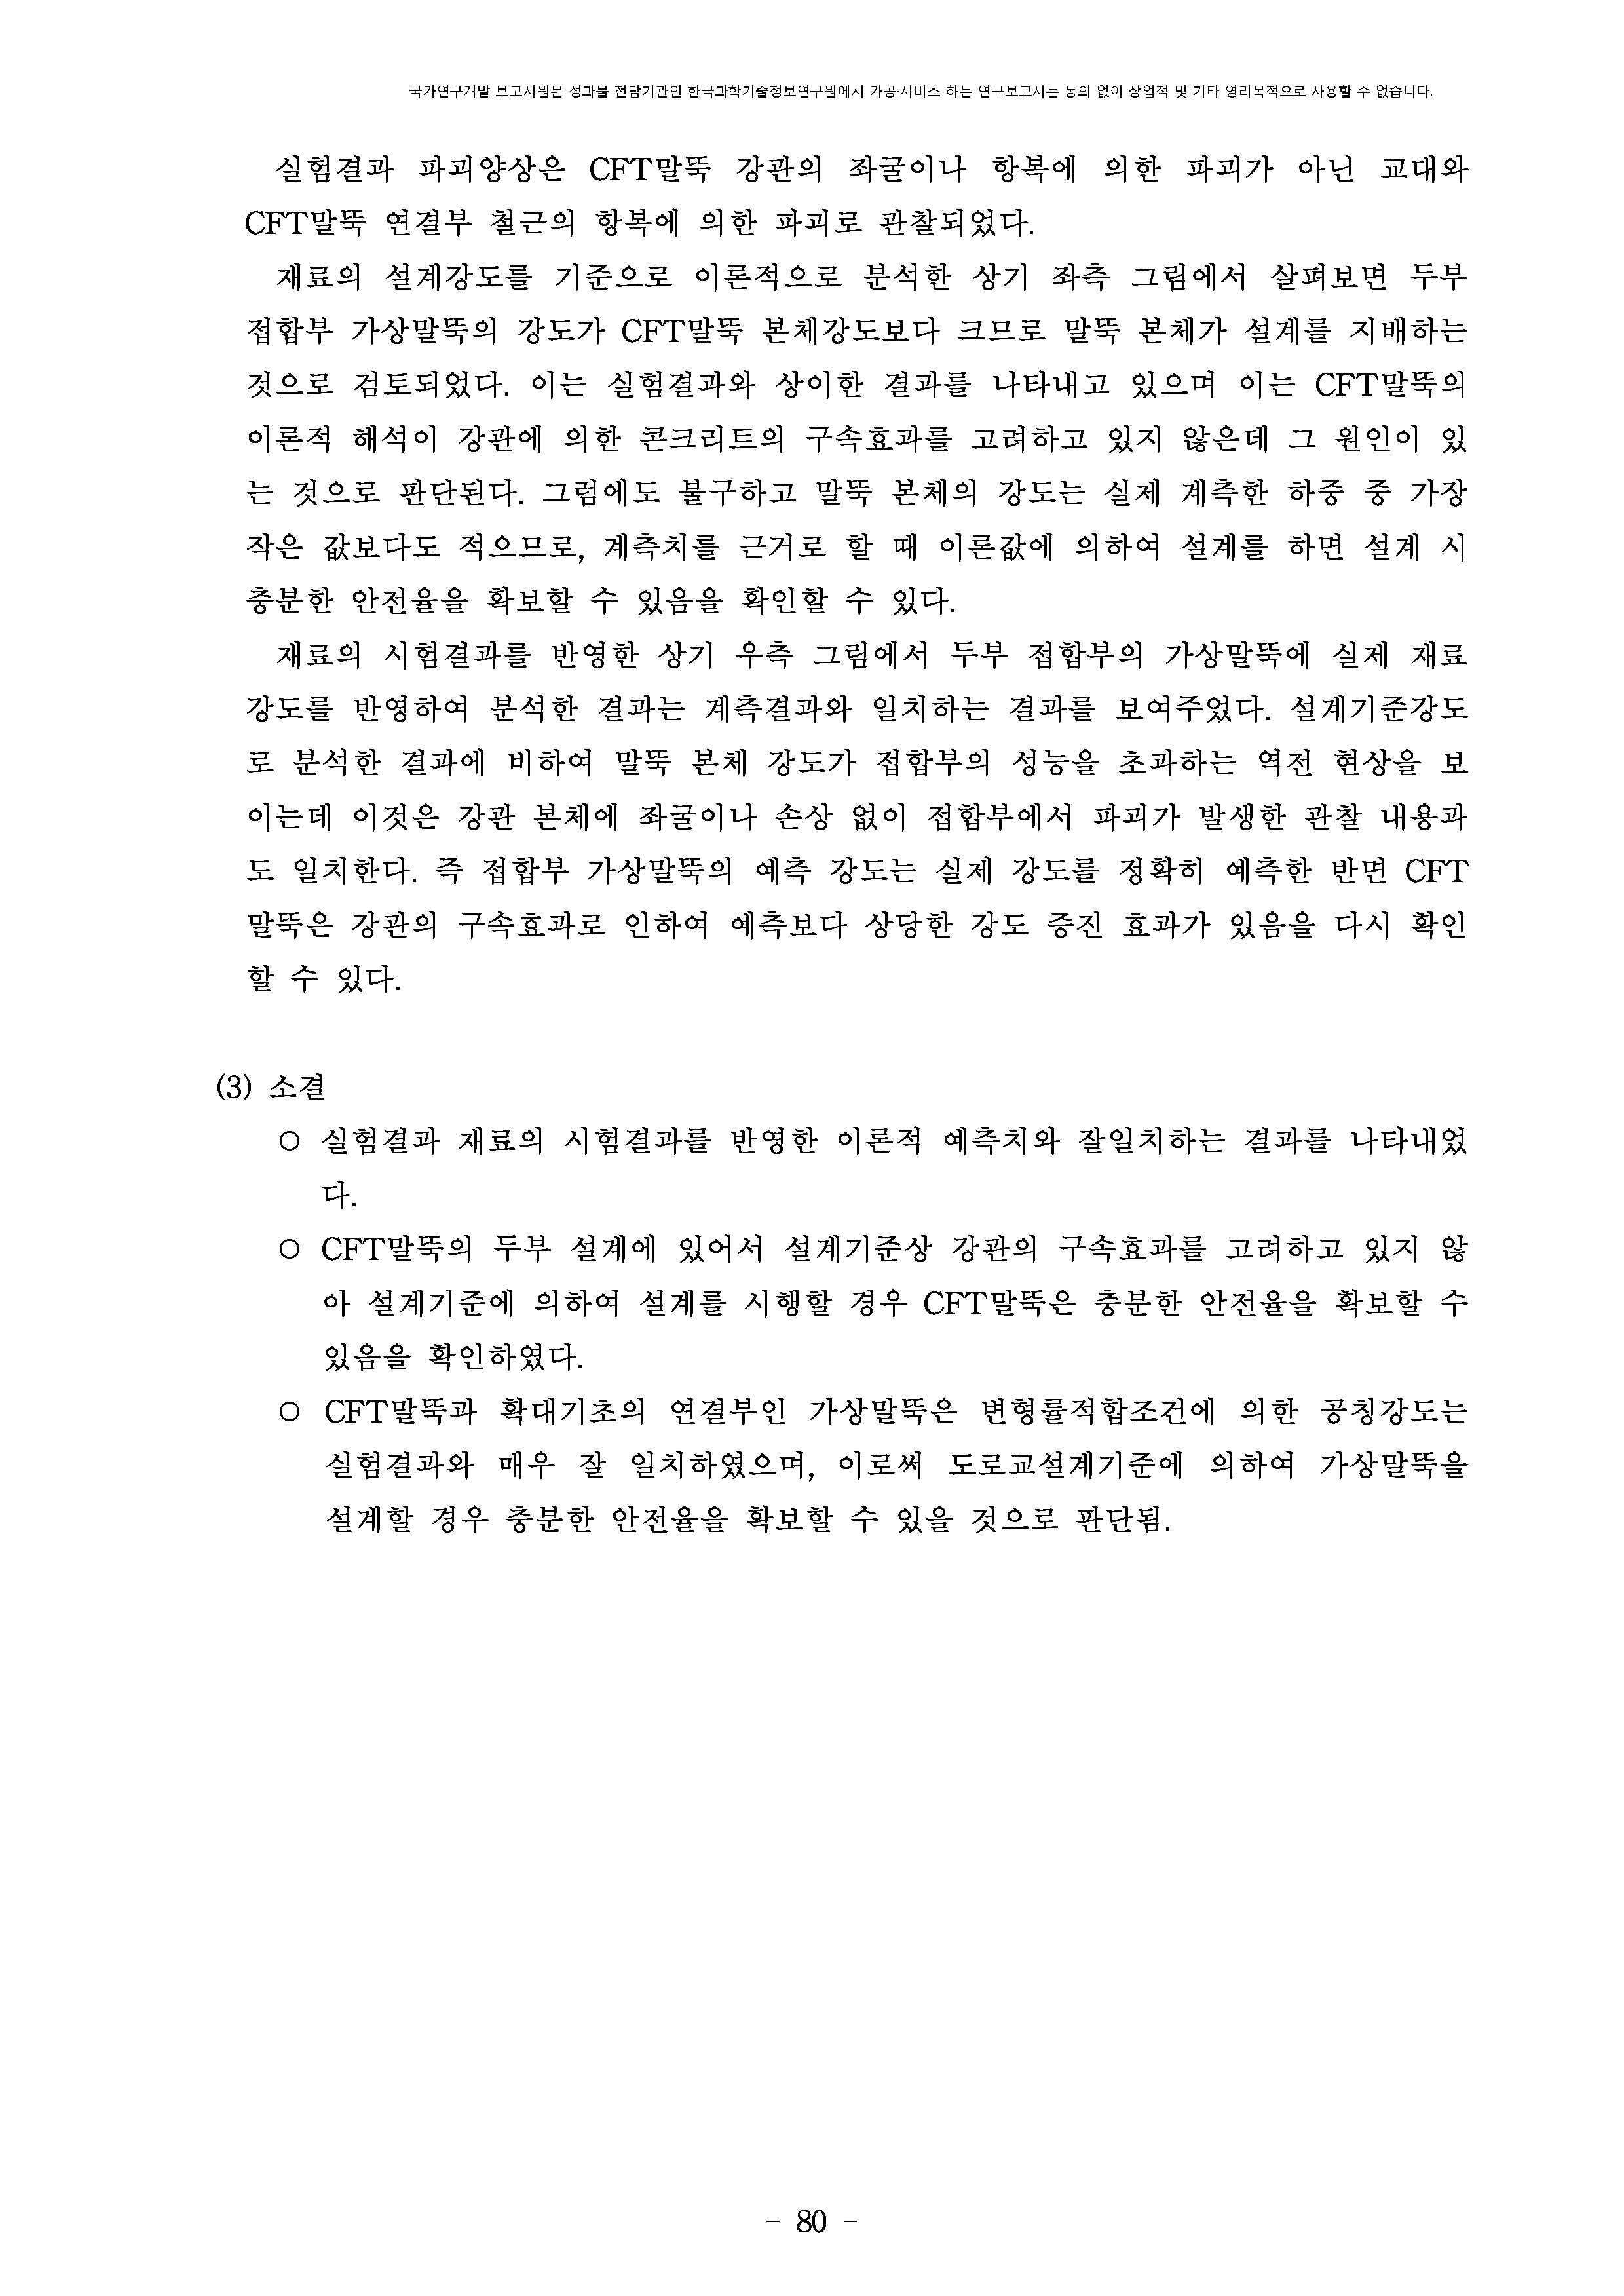 국가연구개발 보고서원문 성과물 전담기관인 한국과학기술정보연구원에서 가공·서비스 하는 연구보고서는 동의 없이 상업적 및 기타 영리목적으로 사용할 수 없습니다.
실험결과 파괴양상은 CFT말뚝 강관의 좌굴이나 항복에 의한 파괴가 아닌 교대와
CFT말뚝 연결부 철근의 항복에 의한 파괴로 관찰되었다.
재료의 설계강도를 기준으로 이론적으로 분석한 상기 좌측 그림에서 살펴보면 두부
접합부 가상말뚝의 강도가 CFT말뚝 본체강도보다 크므로 말뚝 본체가 설계를 지배하는
것으로 검토되었다. 이는 실험결과와 상이한 결과를 나타내고 있으며 이는 CFT말뚝의
이론적 해석이 강관에 의한 콘크리트의 구속효과를 고려하고 있지 않은데 그 원인이 있
는 것으로 판단된다. 그럼에도 불구하고 말뚝 본체의 강도는 실제 계측한 하중 중 가장
작은 값보다도 적으므로, 계측치를 근거로 할 때 이론값에 의하여 설계를 하면 설계 시
충분한 안전율을 확보할 수 있음을 확인할 수 있다.
재료의 시험결과를 반영한 상기 우측 그림에서 두부 접합부의 가상말뚝에 실제 재료
강도를 반영하여 분석한 결과는 계측결과와 일치하는 결과를 보여주었다. 설계기준강도
로 분석한 결과에 비하여 말뚝 본체 강도가 접합부의 성능을 초과하는 역전 현상을 보
이는데 이것은 강관 본체에 좌굴이나 손상 없이 접합부에서 파괴가 발생한 관찰 내용과
도 일치한다. 즉 접합부 가상말뚝의 예측 강도는 실제 강도를 정확히 예측한 반면 CFT
말뚝은 강관의 구속효과로 인하여 예측보다 상당한 강도 증진 효과가 있음을 다시 확인
할 수 있다.
(3) 소결
○ 실험결과 재료의 시험결과를 반영한 이론적 예측치와 잘일치하는 결과를 나타내었
다.
○ CFT말뚝의 두부 설계에 있어서 설계기준상 강관의 구속효과를 고려하고 있지 않
아 설계기준에 의하여 설계를 시행할 경우 CFT말뚝은 충분한 안전율을 확보할 수
있음을 확인하였다.
○ CFT말뚝과 확대기초의 연결부인 가상말뚝은 변형률적합조건에 의한 공칭강도는
실험결과와 매우 잘 일치하였으며, 이로써 도로교설계기준에 의하여 가상말뚝을
설계할 경우 충분한 안전율을 확보할 수 있을 것으로 판단됨.
- 80 -